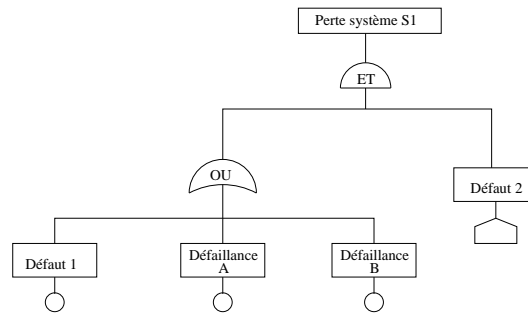 Perte système S1
ET
OU
Défaut 2
Défaut 1
Défaillance
A
Défaillance
B